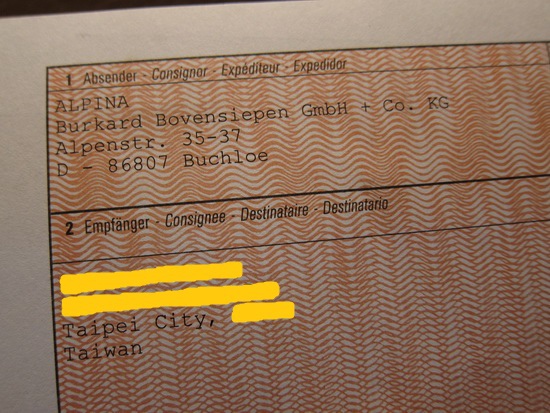 1 Absender - Consignor - Expéditeur - Expedidor
ALPINA
Burkard Bovensiepen GmbH + Co. KG
Alpenstr. 35-37
D - 86807 Buchloe
2 Empfänger - Consignee - Destinataire - Destinatario
Taipei City,
Taiwan